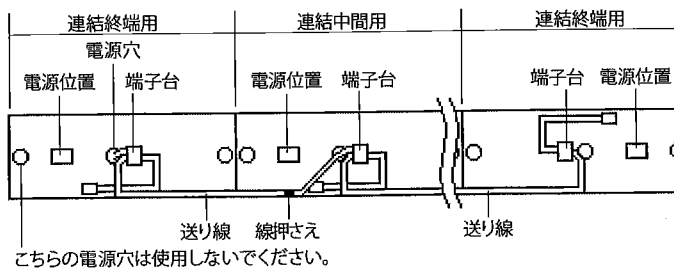 連結終端用 連結中間用 連結終端用
電源穴
電源位置 端子台 電源位置 端子台 端子台 電源位置
送り線 線押さえ 送り線
こちらの電源穴は使用しないでください。